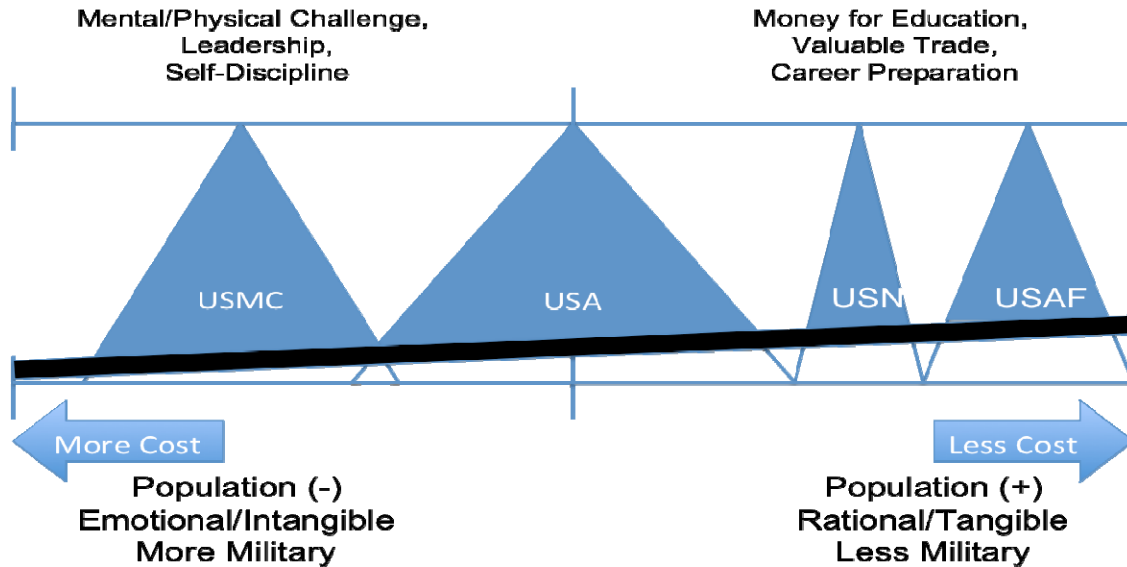 Mental/Physical Challenge,
Leadership,
Self-Discipline
Money for Education,
Valuable Trade,
Career Preparation
USMC
USA
USN
USAF
More Cost
Less Cost
Population (-)
Emotional/Intangible
More Military
Population (+)
Rational/Tangible
Less Military